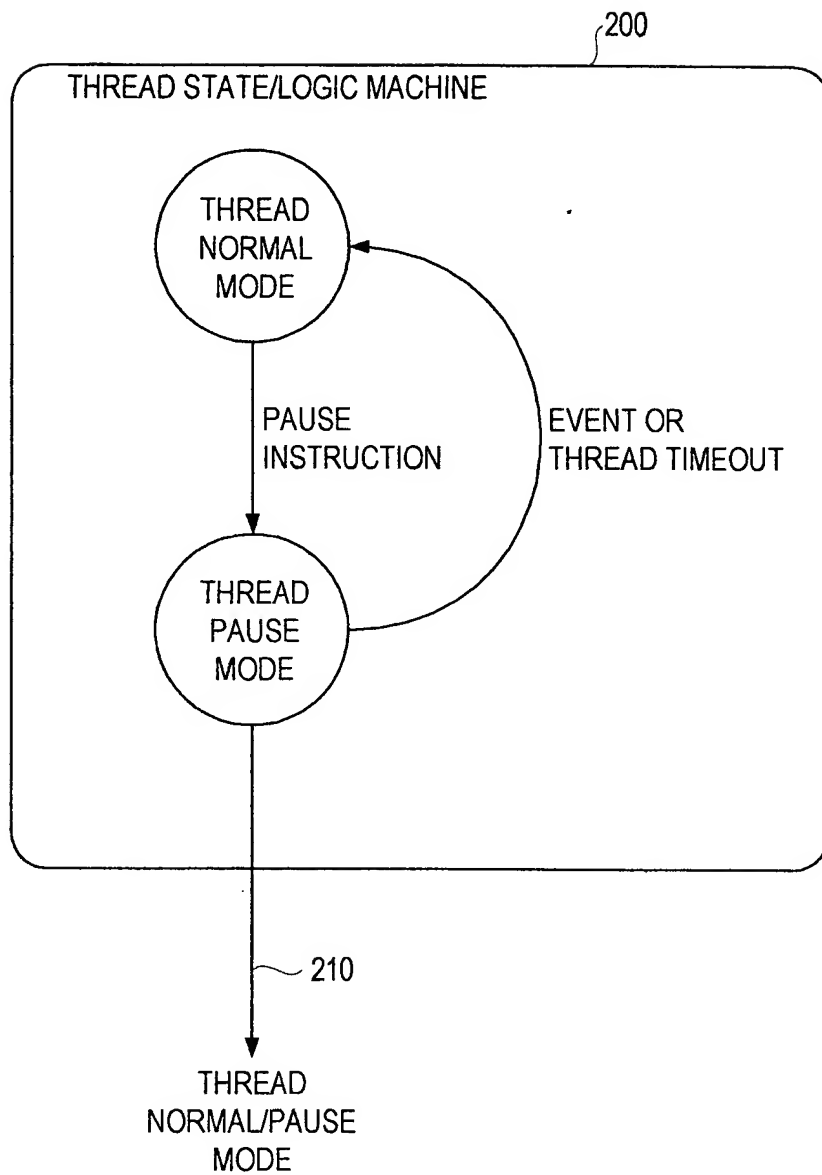 200
THREAD STATE/LOGIC MACHINE
THREAD
NORMAL
MODE
PAUSE
INSTRUCTION
EVENT OR
THREAD TIMEOUT
THREAD
PAUSE
MODE
210
THREAD
NORMAL/PAUSE
MODE